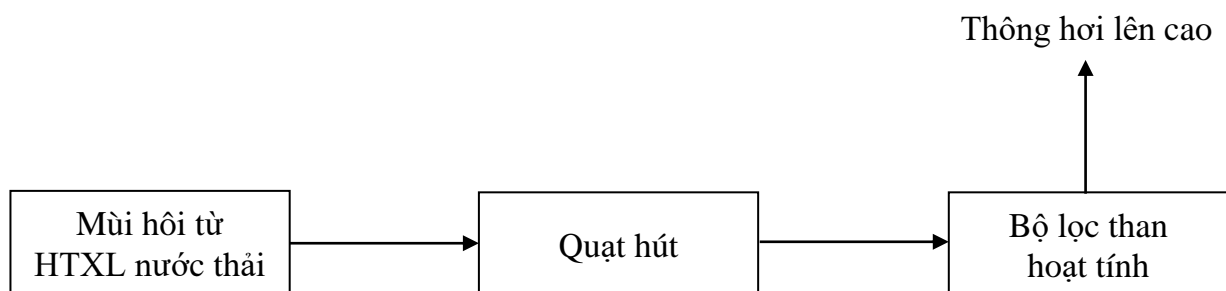 Thông hơi lên cao
Mùi hôi từ
HTXL nước thải
Quạt hút
Bộ lọc than
hoạt tính